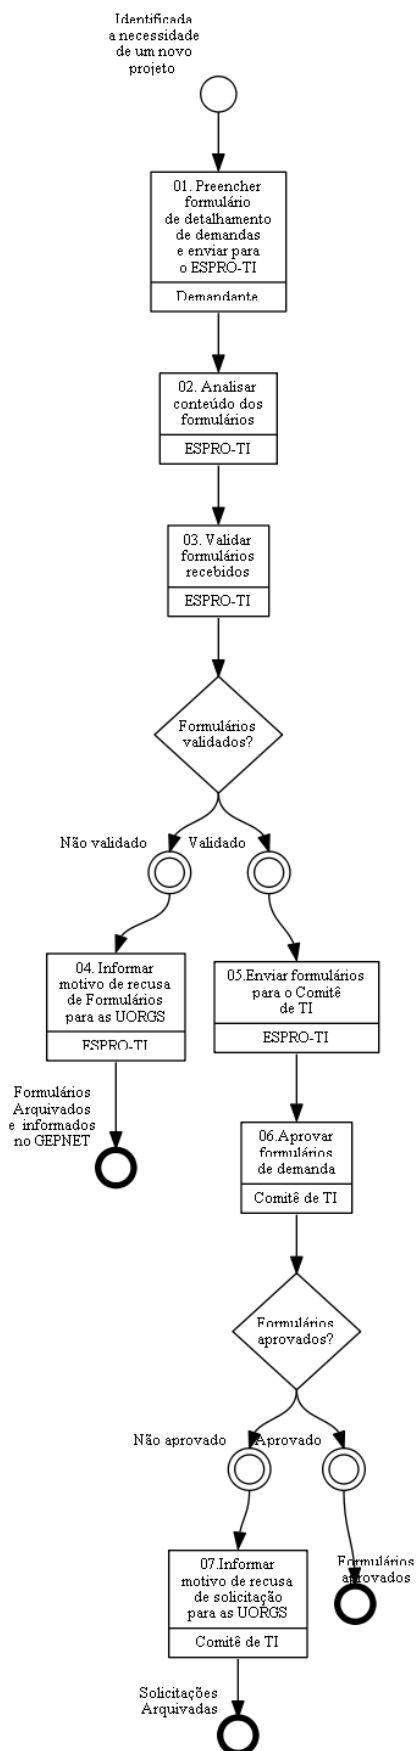 Identificada
a necessidade
de um novo
projeto
01. Preencher
formulário
de detalhamento
de demandas
e enviar para
o ESPRO-TI
Demandante
02. Analisar
conteúdo dos
formulários
ESPRO-TI
03. Validar
formulários
recebidos
ESPRO-TI
Formulários
validados?
Não validado
Validado
04. Informar
motivo de recusa
de Formulários
para as UORGS
ESPRO-TI
05.Enviar formulários
para o Comitê
de TI
ESPRO-TI
Formulários
Arquivados
e informados
no GEPNET
06.Aprovar
formulários
de demanda
Comitê de TI
Formulários
aprovados?
Não aprovado
Aprovado
07.Informar
motivo de recusa
de solicitação
para as UORGS
Comitê de TI
Formulários
aprovados
Solicitações
Arquivadas